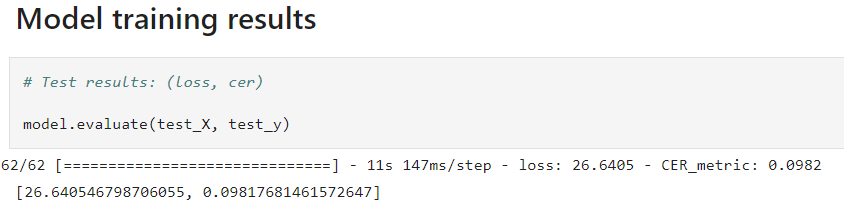 Model training results
# Test results: (loss, cer)
model.evaluate(test_X, test_y)
62/62 [==============================] - 11s 147ms/step - loss: 26.6405 - CER_metric: 0.0982
[26.640546798706055, 0.09817681461572647]